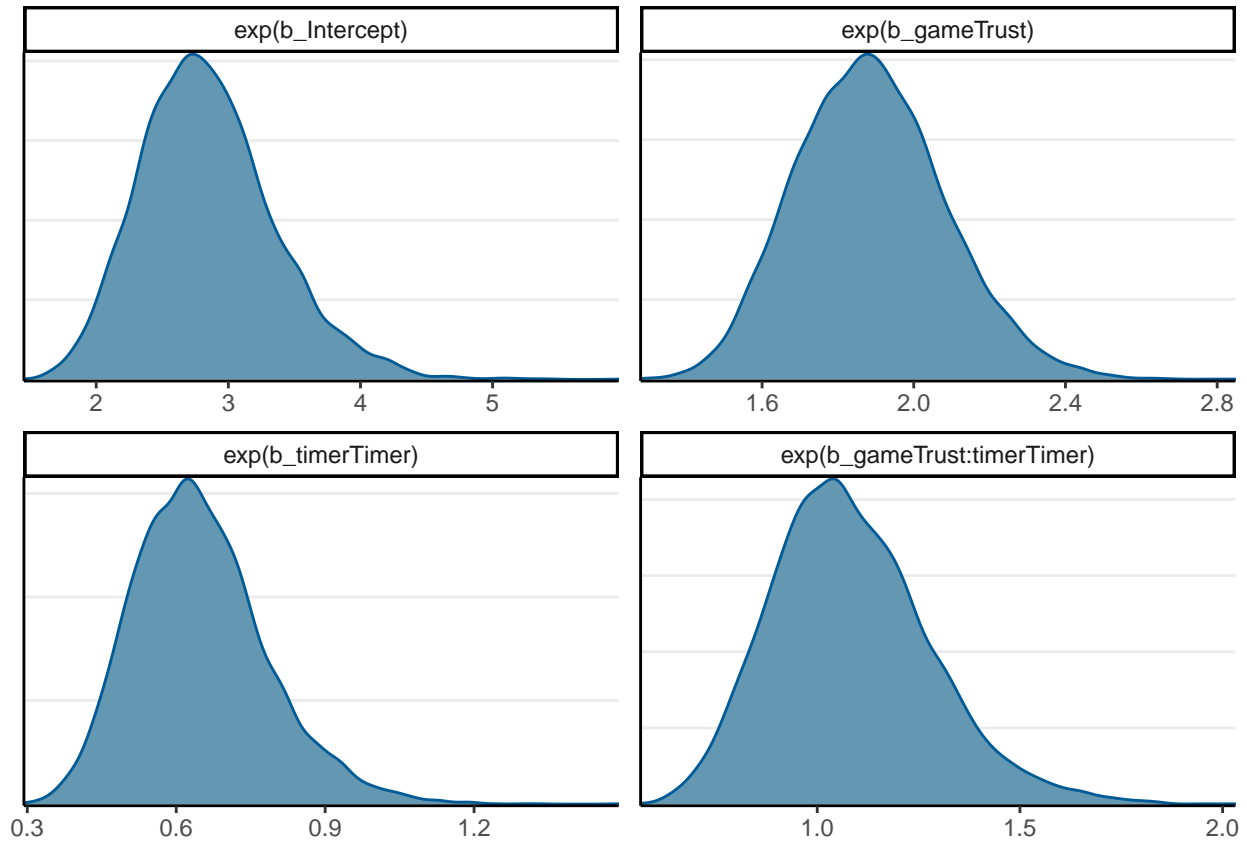 exp(b_Intercept)
exp(b_gameTrust)
2 3 4 5
1.6 2.0 2.4 2.8
exp(b_timerTimer)
exp(b_gameTrust:timerTimer)
0.3 0.6 0.9 1.2
1.0 1.5 2.0